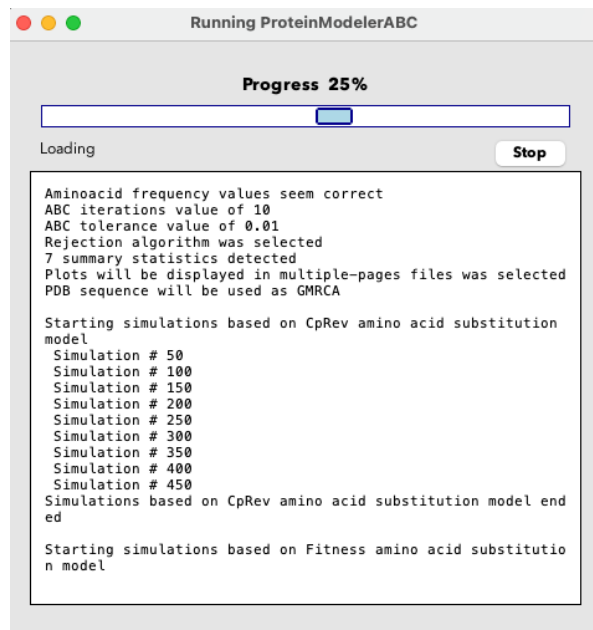 Running ProteinModelerABC
Progress 25%
Loading
Stop
Aminoacid frequency values seem correct
ABC iterations value of 10
ABC tolerance value of 0.01
Rejection algorithm was selected
7 summary statistics detected
Plots will be displayed in multiple-pages files was selected
PDB sequence will be used as GMRCA
Starting simulations based on CpRev amino acid substitution
model
Simulation # 50
Simulation # 100
Simulation # 150
Simulation # 200
Simulation # 250
Simulation # 300
Simulation # 350
Simulation # 400
Simulation # 450
Simulations based on CpRev amino acid substitution model end
ed
Starting simulations based on Fitness amino acid substitutio
n model